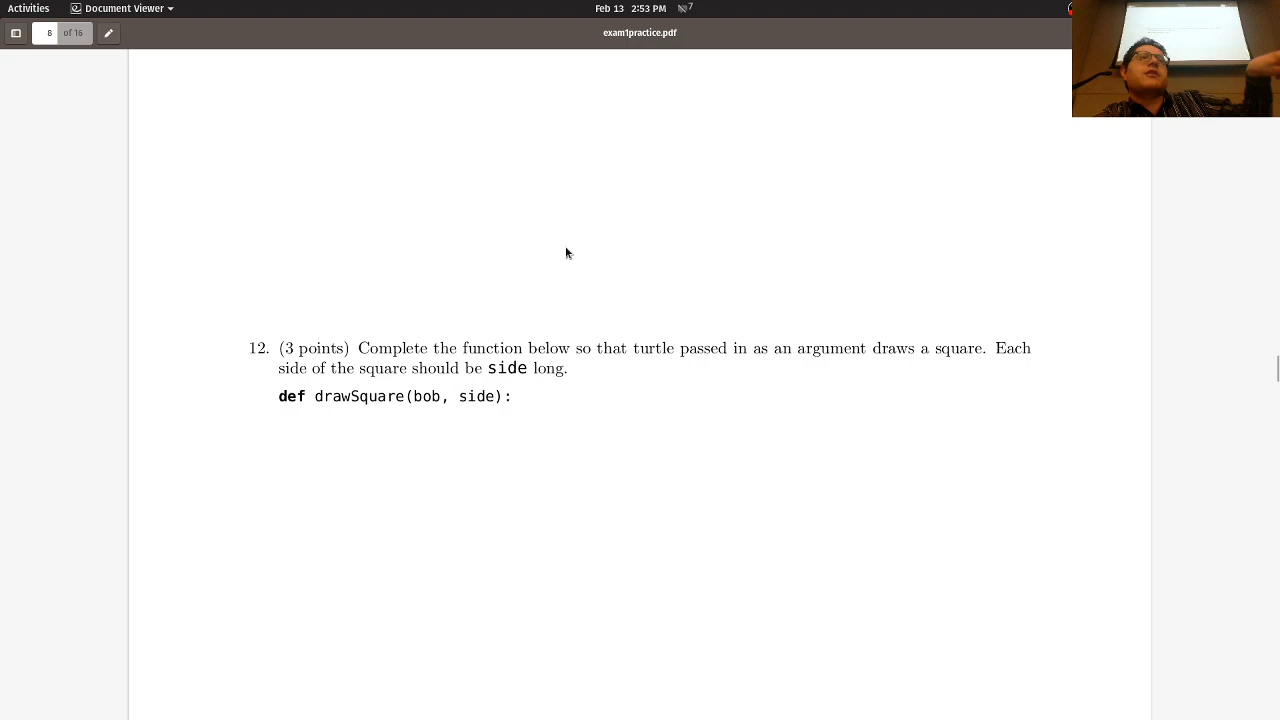 Activities
Document Viewer
Feb 13 2:53 PM
7
8 of 16
exam1practice.pdf
12. (3 points) Complete the function below so that turtle passed in as an argument draws a square. Each
side of the square should be side long.
def drawSquare(bob, side):